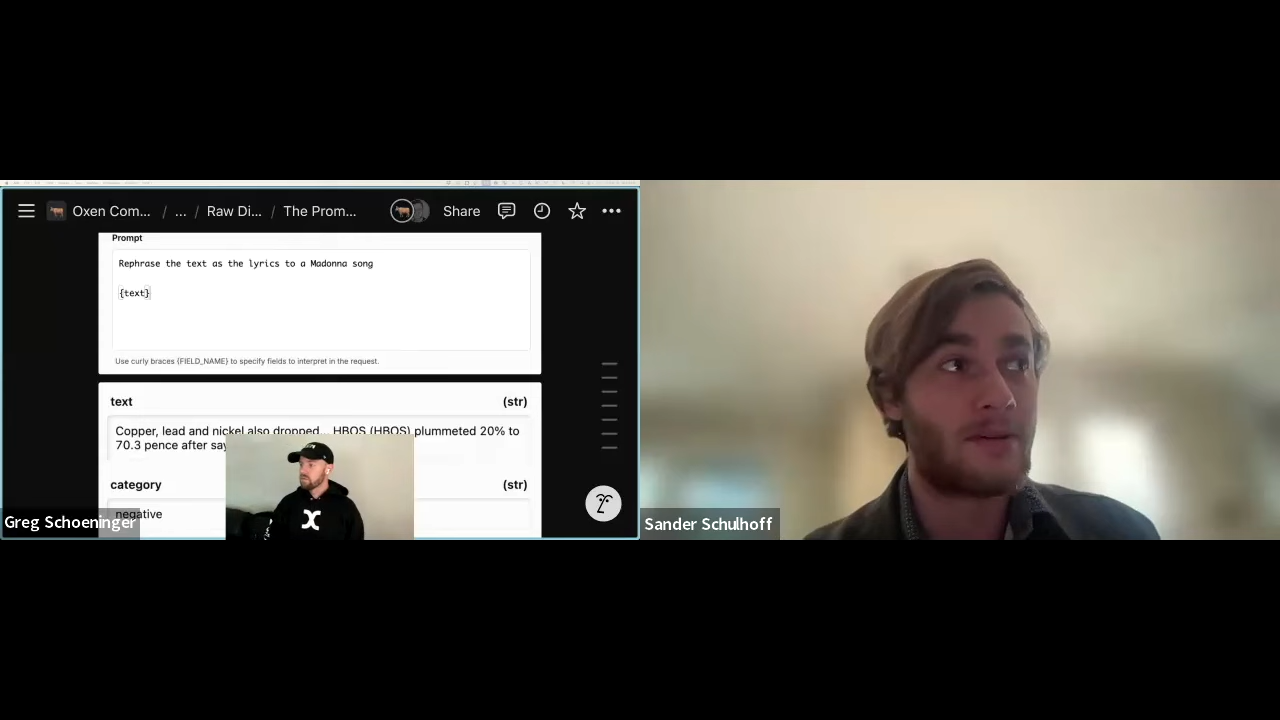 Oxen Com... / ... / Raw Di... / The Prom... Share
Prompt
Rephrase the text as the lyrics to a Madonna song
{text}
Use curly braces {FIELD_NAME} to specify fields to interpret in the request.
text (str)
Copper, lead and nickel also dropped... HBOS (HBOS) plummeted 20% to
70.3 pence after say
category (str)
negative
Greg Schoeninger
Sander Schulhoff